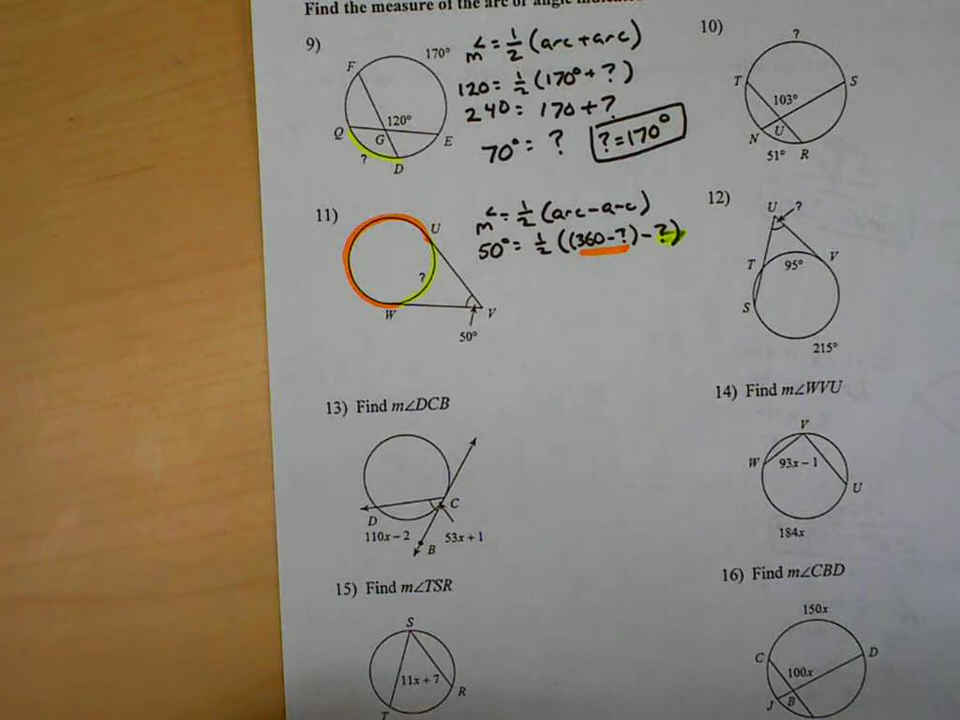 Find the measure of the arc or angle indicated
9)
170°
F
120°
Q
G
E
?
D
m∠ = 1/2 (arc + arc)
120 = 1/2 (170° + ?)
240 = 170 + ?
70° = ?
? = 170°
10)
?
T
S
103°
N
U
51°
R
11)
U
?
W
V
50°
m∠ = 1/2 (arc - arc)
50° = 1/2 ((360 - ?) - ?)
12)
U
?
T
95°
V
S
215°
13) Find m∠DCB
D
C
110x − 2
53x + 1
B
14) Find m∠WVU
V
W
93x − 1
U
184x
15) Find m∠TSR
S
11x + 7
R
T
16) Find m∠CBD
150x
C
D
100x
J
B